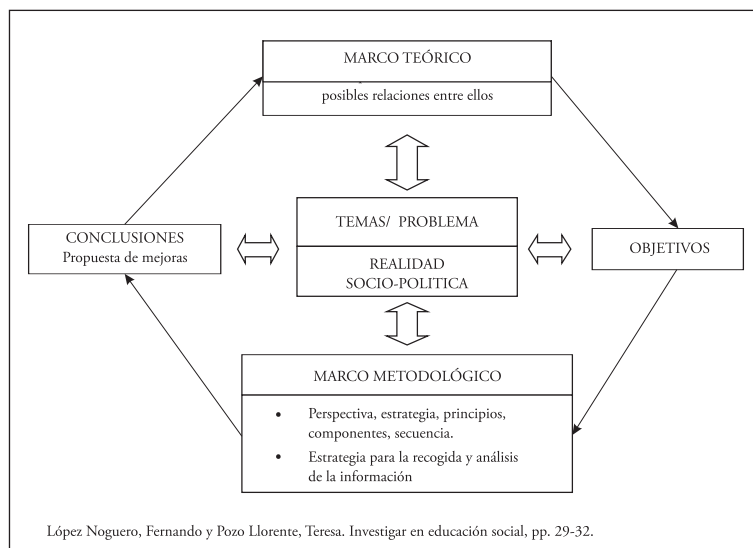 MARCO TEÓRICO
posibles relaciones entre ellos
TEMAS/ PROBLEMA
REALIDAD
SOCIO-POLITICA
CONCLUSIONES
Propuesta de mejoras
OBJETIVOS
MARCO METODOLÓGICO
• Perspectiva, estrategia, principios,
componentes, secuencia.
• Estrategia para la recogida y análisis
de la información
López Noguero, Fernando y Pozo Llorente, Teresa. Investigar en educación social, pp. 29-32.